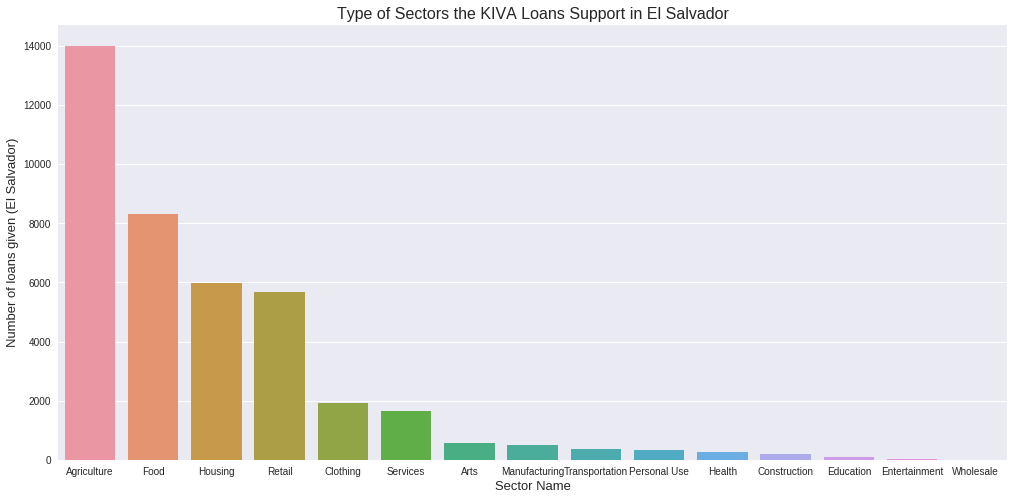 Type of Sectors the KIVA Loans Support in El Salvador
Number of loans given (El Salvador)
14000
12000
10000
8000
6000
4000
2000
0
Agriculture Food Housing Retail Clothing Services Arts Manufacturing Transportation Personal Use Health Construction Education Entertainment Wholesale
Sector Name